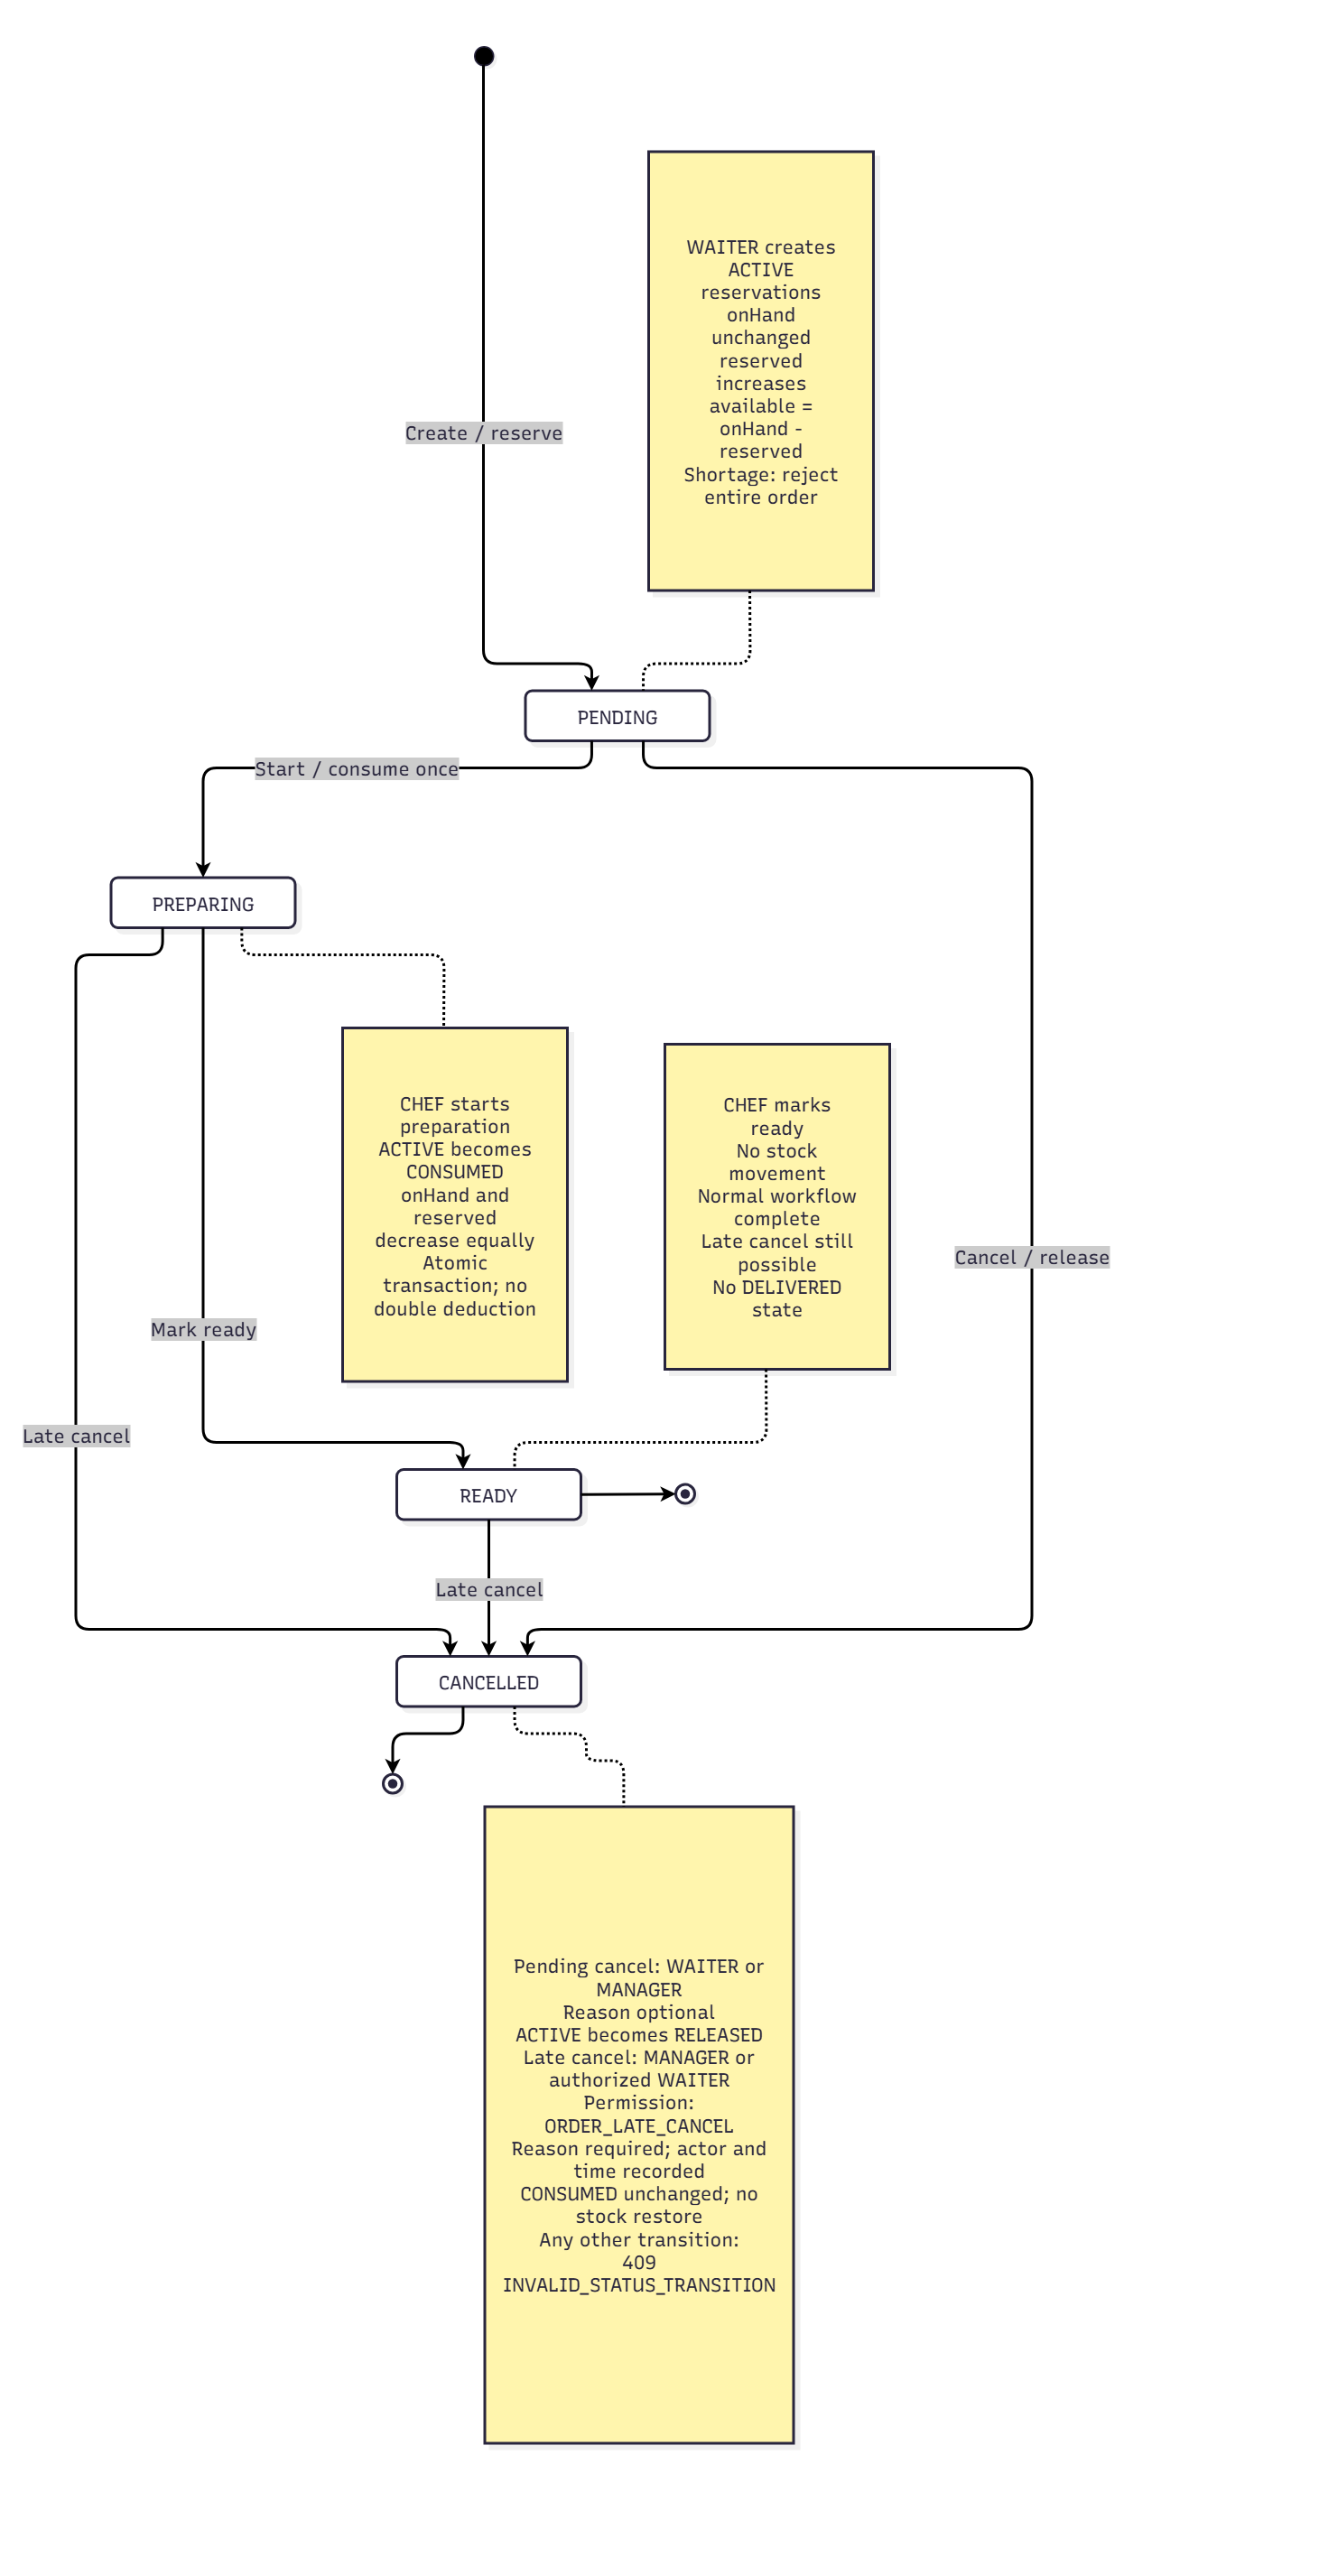 WAITER creates
ACTIVE
reservations
onHand
unchanged
reserved
increases
available =
onHand -
reserved
Shortage: reject
entire order
Create / reserve
PENDING
Start / consume once
PREPARING
CHEF starts
preparation
ACTIVE becomes
CONSUMED
onHand and
reserved
decrease equally
Atomic
transaction; no
double deduction
CHEF marks
ready
No stock
movement
Normal workflow
complete
Late cancel still
possible
No DELIVERED
state
Cancel / release
Mark ready
Late cancel
READY
Late cancel
CANCELLED
Pending cancel: WAITER or
MANAGER
Reason optional
ACTIVE becomes RELEASED
Late cancel: MANAGER or
authorized WAITER
Permission:
ORDER_LATE_CANCEL
Reason required; actor and
time recorded
CONSUMED unchanged; no
stock restore
Any other transition:
409
INVALID_STATUS_TRANSITION